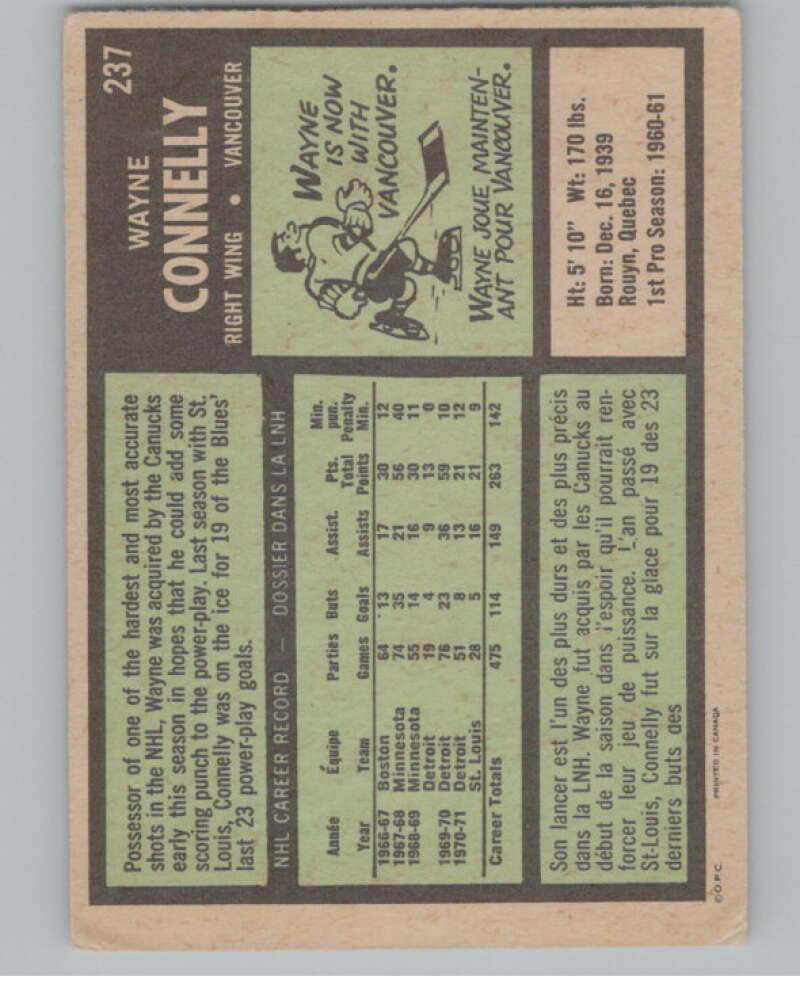 237
WAYNE
CONNELLY
RIGHT WING • VANCOUVER
Possessor of one of the hardest and most accurate
shots in the NHL, Wayne was acquired by the Canucks
early this season in hopes that he could add some
scoring punch to the power-play. Last season with St.
Louis, Connelly was on the ice for 19 of the Blues'
last 23 power-play goals.
WAYNE
IS NOW
WITH
VANCOUVER.
WAYNE JOUE MAINTEN-
ANT POUR VANCOUVER.
NHL CAREER RECORD — DOSSIER DANS LA LNH
Année Équipe Parties Buts Assist. Pts. Total Min. pun. Penalty
Year Team Games Goals Assists Points Min.
1966-67 Boston 64 13 17 30 12
1967-68 Minnesota 74 35 21 56 40
1968-69 Minnesota 55 14 16 30 11
Detroit 19 4 9 13 0
1969-70 Detroit 76 23 36 59 10
1970-71 Detroit 51 8 13 21 12
St. Louis 28 5 16 21 9
Career Totals 475 114 149 263 142
Ht: 5' 10" Wt: 170 lbs.
Born: Dec. 16, 1939
Rouyn, Quebec
1st Pro Season: 1960-61
Son lancer est l'un des plus durs et des plus précis
dans la LNH. Wayne fut acquis par les Canucks au
début de la saison dans l'espoir qu'il pourrait ren-
forcer leur jeu de puissance. L'an passé avec
St-Louis, Connelly fut sur la glace pour 19 des 23
derniers buts des
© O.P.C. PRINTED IN CANADA